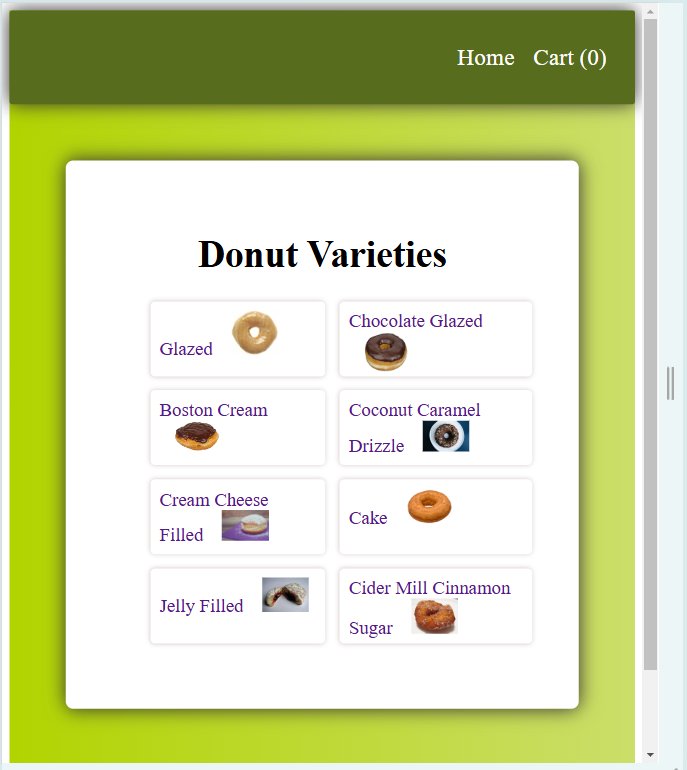 Home Cart (0)
Donut Varieties
Glazed
Chocolate Glazed
Boston Cream
Coconut Caramel
Drizzle
Cream Cheese
Filled
Cake
Jelly Filled
Cider Mill Cinnamon
Sugar